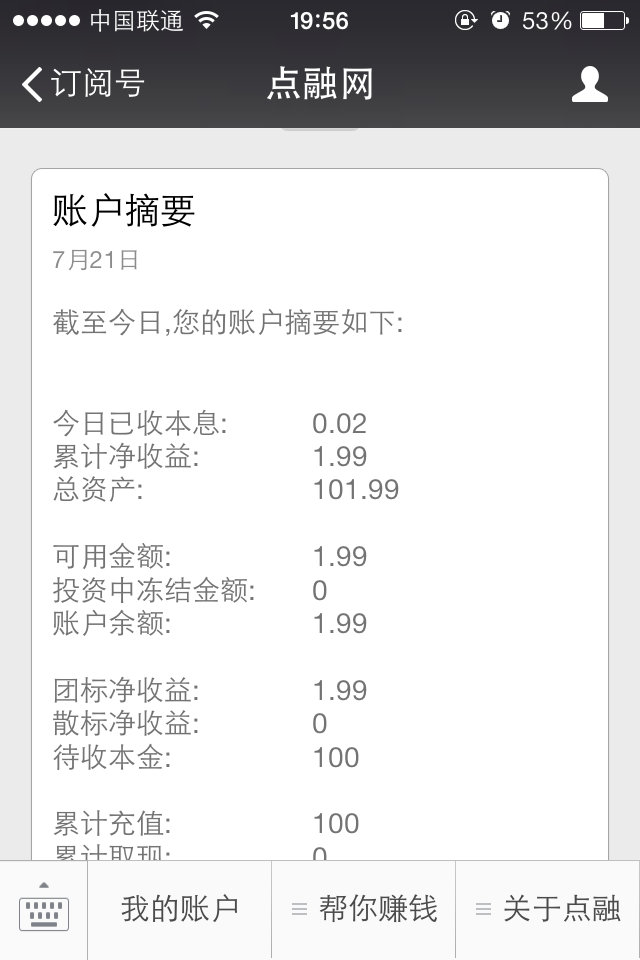 中国联通 19:56 53%
订阅号 点融网
账户摘要
7月21日
截至今日,您的账户摘要如下:
今日已收本息: 0.02
累计净收益: 1.99
总资产: 101.99
可用金额: 1.99
投资中冻结金额: 0
账户余额: 1.99
团标净收益: 1.99
散标净收益: 0
待收本金: 100
累计充值: 100
累计取现: 0
我的账户 帮你赚钱 关于点融